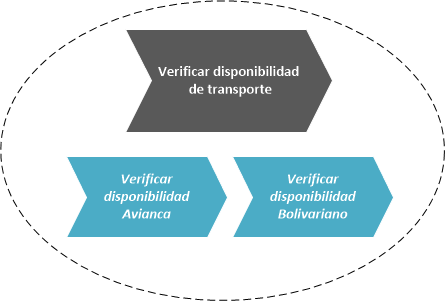 Verificar disponibilidad
de transporte
Verificar
disponibilidad
Avianca
Verificar
disponibilidad
Bolivariano